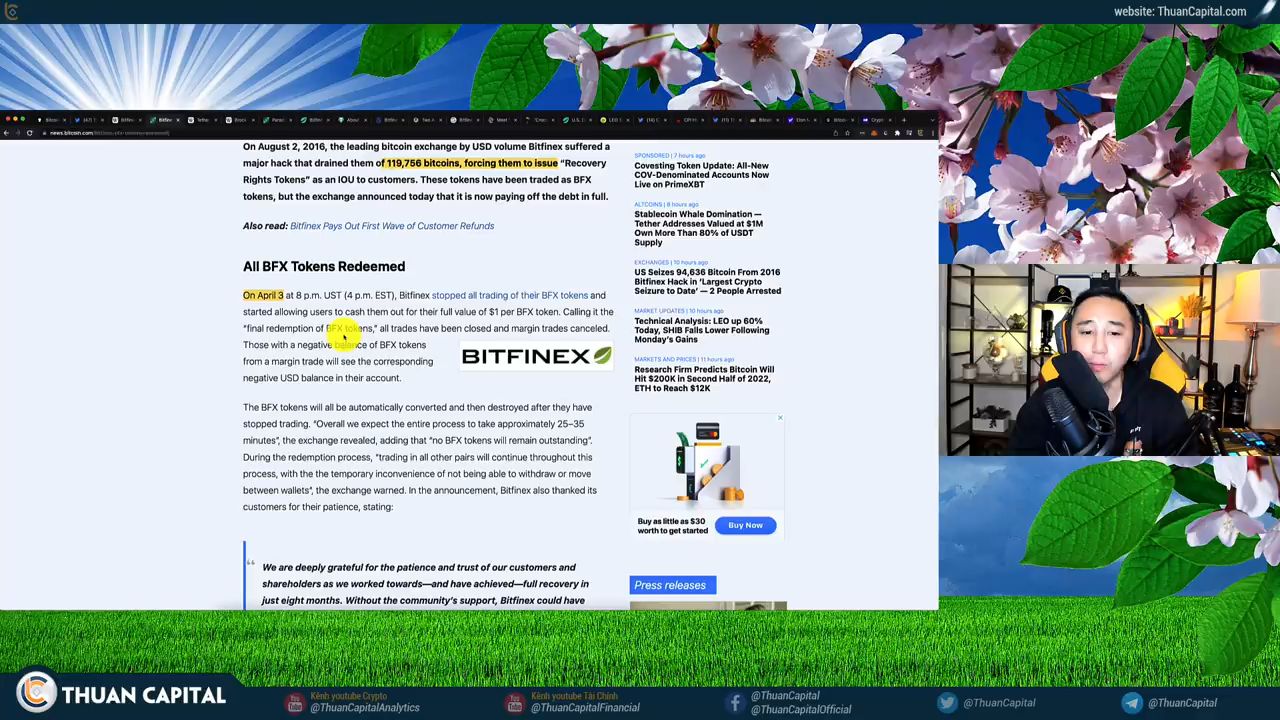 website: ThuanCapital.com
news.bitcoin.com
On August 2, 2016, the leading bitcoin exchange by USD volume Bitfinex suffered a
major hack that drained them of 119,756 bitcoins, forcing them to issue “Recovery
Rights Tokens” as an IOU to customers. These tokens have been traded as BFX
tokens, but the exchange announced today that it is now paying off the debt in full.
Also read: Bitfinex Pays Out First Wave of Customer Refunds
All BFX Tokens Redeemed
On April 3 at 8 p.m. UST (4 p.m. EST), Bitfinex stopped all trading of their BFX tokens and
started allowing users to cash them out for their full value of $1 per BFX token. Calling it the
“final redemption of BFX tokens,” all trades have been closed and margin trades canceled.
Those with a negative balance of BFX tokens
from a margin trade will see the corresponding
negative USD balance in their account.
BITFINEX
The BFX tokens will all be automatically converted and then destroyed after they have
stopped trading. “Overall we expect the entire process to take approximately 25–35
minutes”, the exchange revealed, adding that “no BFX tokens will remain outstanding”.
During the redemption process, “trading in all other pairs will continue throughout this
process, with the the temporary inconvenience of not being able to withdraw or move
between wallets”, the exchange warned. In the announcement, Bitfinex also thanked its
customers for their patience, stating:
“
We are deeply grateful for the patience and trust of our customers and
shareholders as we worked towards—and have achieved—full recovery in
just eight months. Without the community’s support, Bitfinex could have
SPONSORED | 7 hours ago
Covesting Token Update: All-New
COV-Denominated Accounts Now
Live on PrimeXBT
ALTCOINS | 8 hours ago
Stablecoin Whale Domination —
Tether Addresses Valued at $1M
Own More Than 80% of USDT
Supply
EXCHANGES | 10 hours ago
US Seizes 94,636 Bitcoin From 2016
Bitfinex Hack in ‘Largest Crypto
Seizure to Date’ — 2 People Arrested
MARKET UPDATES | 10 hours ago
Technical Analysis: LEO up 60%
Today, SHIB Falls Lower Following
Monday’s Gains
MARKETS AND PRICES | 11 hours ago
Research Firm Predicts Bitcoin Will
Hit $200K in Second Half of 2022,
ETH to Reach $12K
Buy as little as $30
worth to get started
Buy Now
Press releases
THUAN CAPITAL
Kênh youtube Crypto
@ThuanCapitalAnalytics
Kênh youtube Tài Chính
@ThuanCapitalFinancial
@ThuanCapital
@ThuanCapitalOfficial
@ThuanCapital
@ThuanCapital